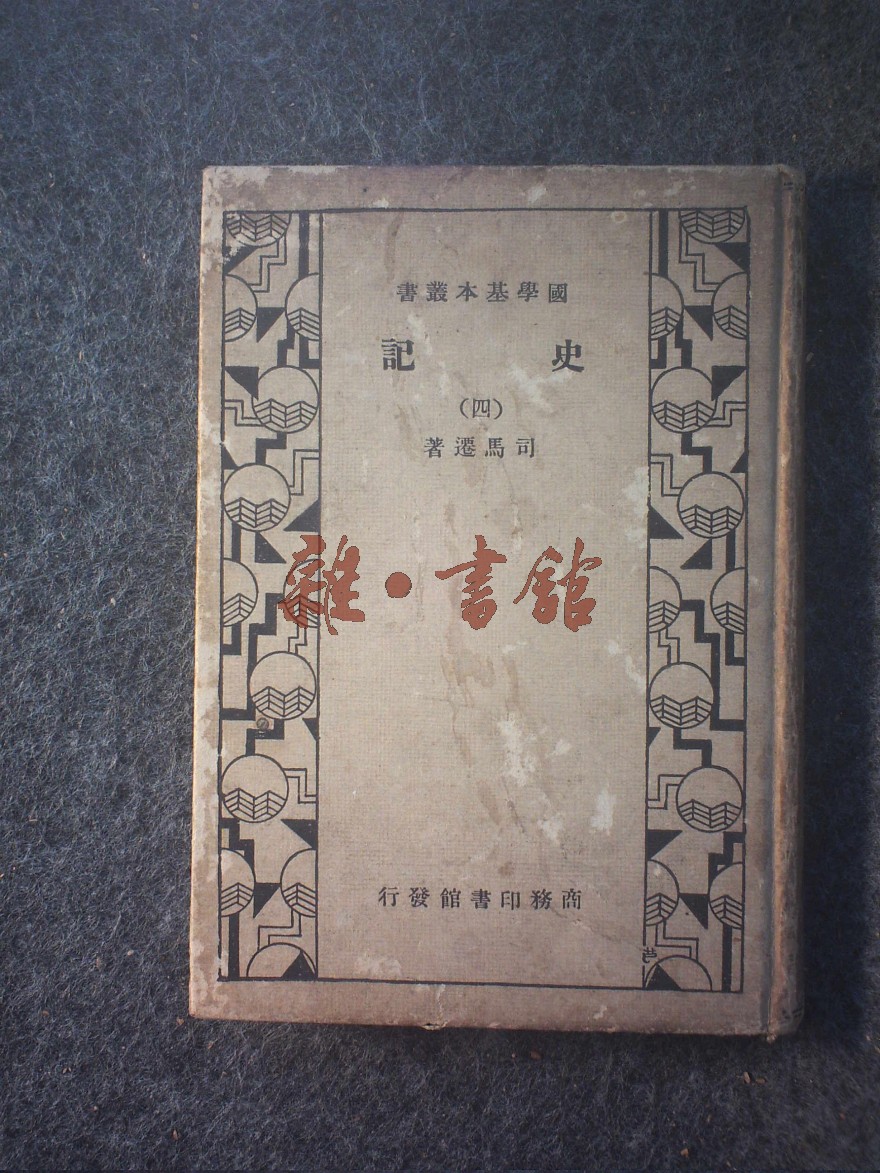 國學基本叢書
史記
(四)
司馬遷著
雜·書館
商務印書館發行